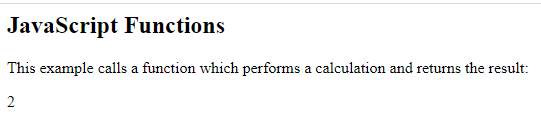 JavaScript Functions
This example calls a function which performs a calculation and returns the result:
2